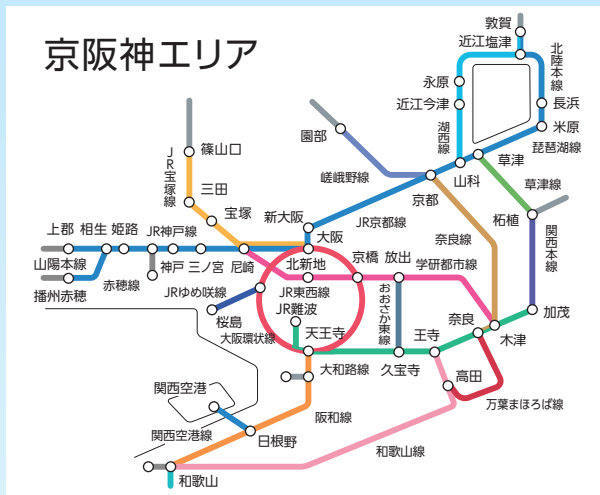 京阪神エリア
敦賀
近江塩津
北陸本線
永原
近江今津
長浜
湖西線
米原
琵琶湖線
園部
篠山口
JR宝塚線
三田
嵯峨野線
京都
山科
草津
草津線
柘植
宝塚
新大阪
大阪
JR京都線
奈良線
関西本線
上郡
相生
姫路
JR神戸線
山陽本線
赤穂線
神戸
三ノ宮
尼崎
北新地
京橋
放出
学研都市線
播州赤穂
JRゆめ咲線
JR東西線
おおさか東線
桜島
JR難波
大阪環状線
天王寺
王寺
奈良
木津
加茂
大和路線
久宝寺
高田
万葉まほろば線
関西空港
阪和線
関西空港線
日根野
和歌山線
和歌山